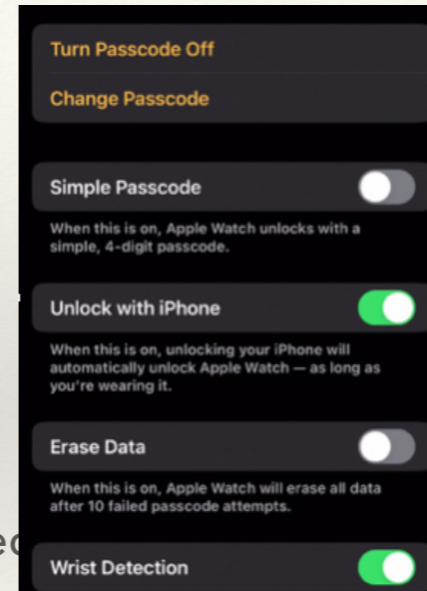 Turn Passcode Off
Change Passcode
Simple Passcode
When this is on, Apple Watch unlocks with a
simple, 4-digit passcode.
Unlock with iPhone
When this is on, unlocking your iPhone will
automatically unlock Apple Watch — as long as
you're wearing it.
Erase Data
When this is on, Apple Watch will erase all data
after 10 failed passcode attempts.
Wrist Detection